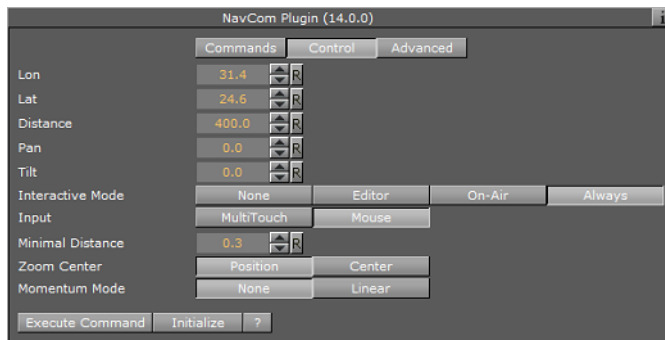 NavCom Plugin (14.0.0) i
Commands Control Advanced
Lon 31.4 R
Lat 24.6 R
Distance 400.0 R
Pan 0.0 R
Tilt 0.0 R
Interactive Mode None Editor On-Air Always
Input MultiTouch Mouse
Minimal Distance 0.3 R
Zoom Center Position Center
Momentum Mode None Linear
Execute Command Initialize ?